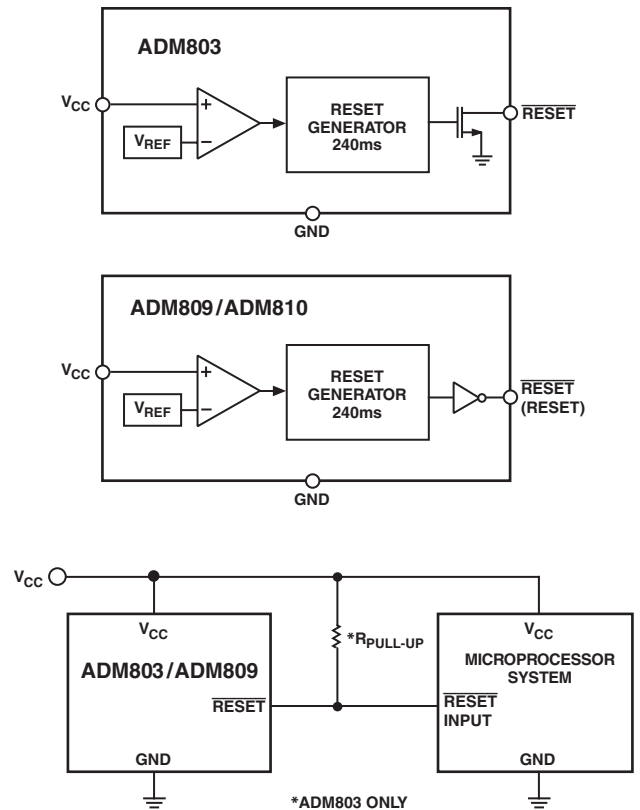 ADM803
VCC
+
RESET
GENERATOR
240ms
RESET
VREF
−
GND
ADM809/ADM810
VCC
+
RESET
GENERATOR
240ms
RESET
(RESET)
VREF
−
GND
VCC
VCC
ADM803/ADM809
RESET
GND
*RPULL-UP
VCC
MICROPROCESSOR
SYSTEM
RESET
INPUT
GND
*ADM803 ONLY